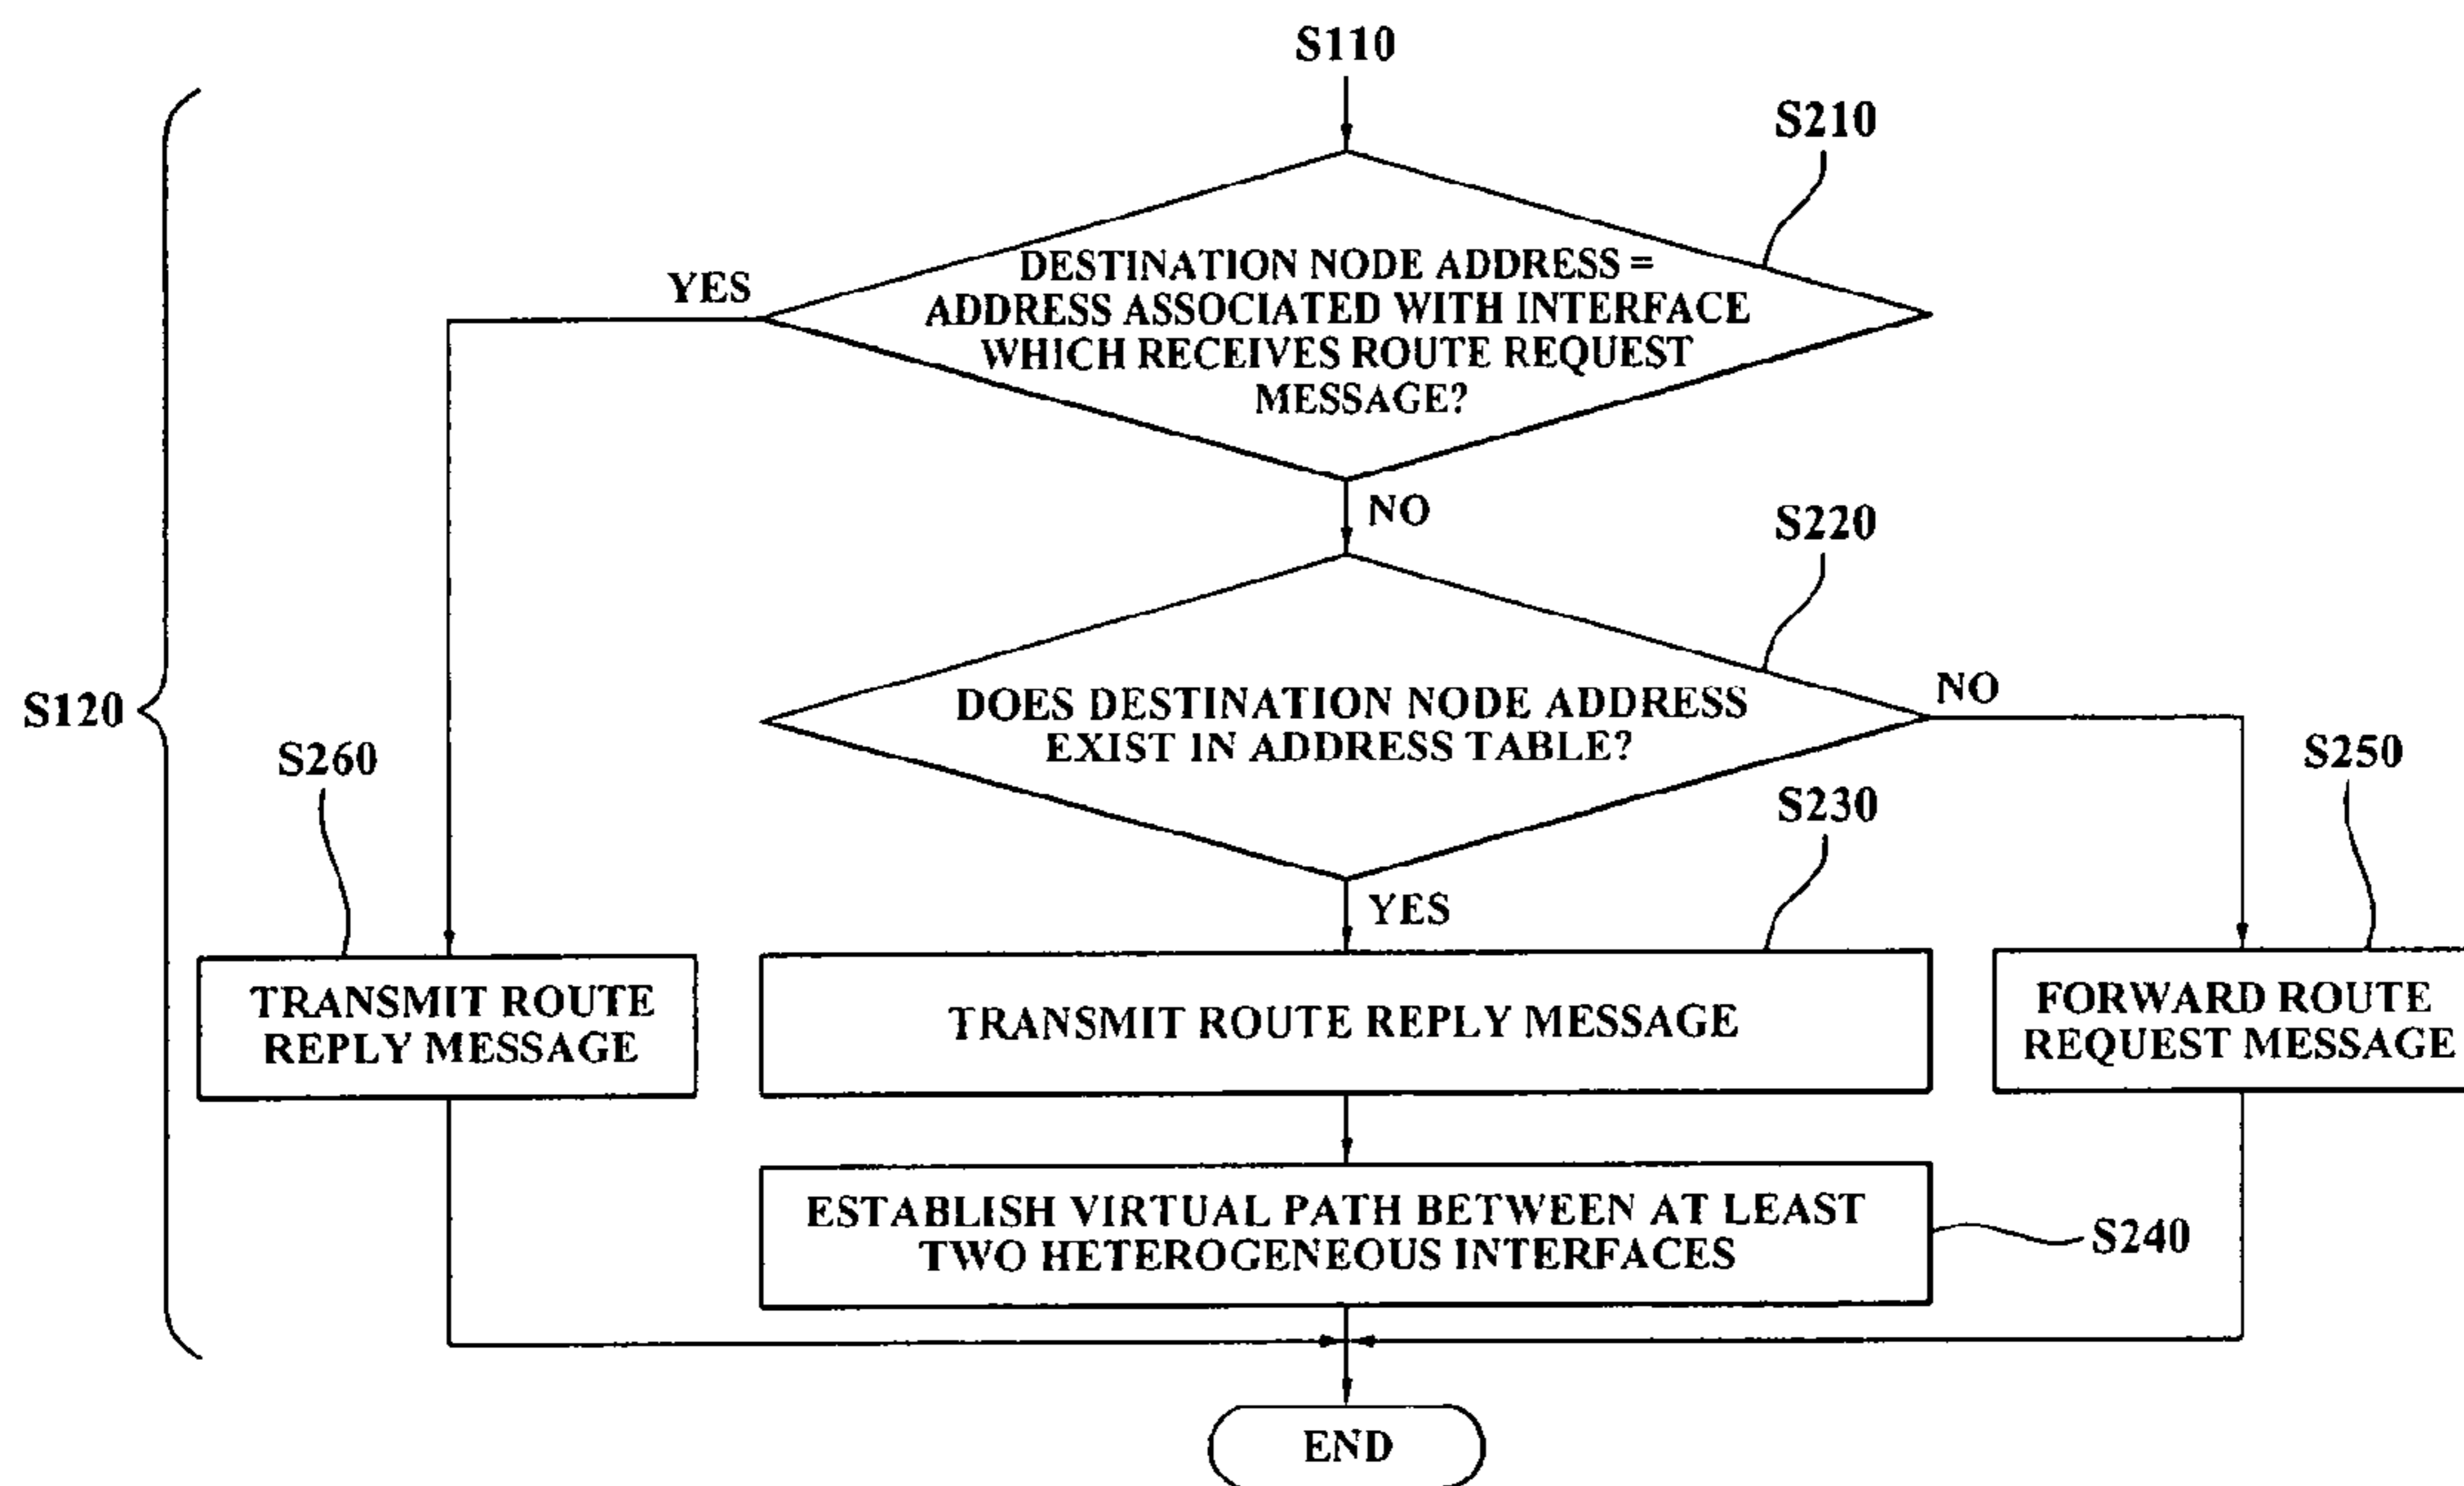 S110
S210
DESTINATION NODE ADDRESS =
ADDRESS ASSOCIATED WITH INTERFACE
WHICH RECEIVES ROUTE REQUEST
MESSAGE?
YES
NO
S220
DOES DESTINATION NODE ADDRESS
EXIST IN ADDRESS TABLE?
NO
S120
S260
S250
S230
YES
TRANSMIT ROUTE
REPLY MESSAGE
TRANSMIT ROUTE REPLY MESSAGE
FORWARD ROUTE
REQUEST MESSAGE
ESTABLISH VIRTUAL PATH BETWEEN AT LEAST
TWO HETEROGENEOUS INTERFACES
S240
END